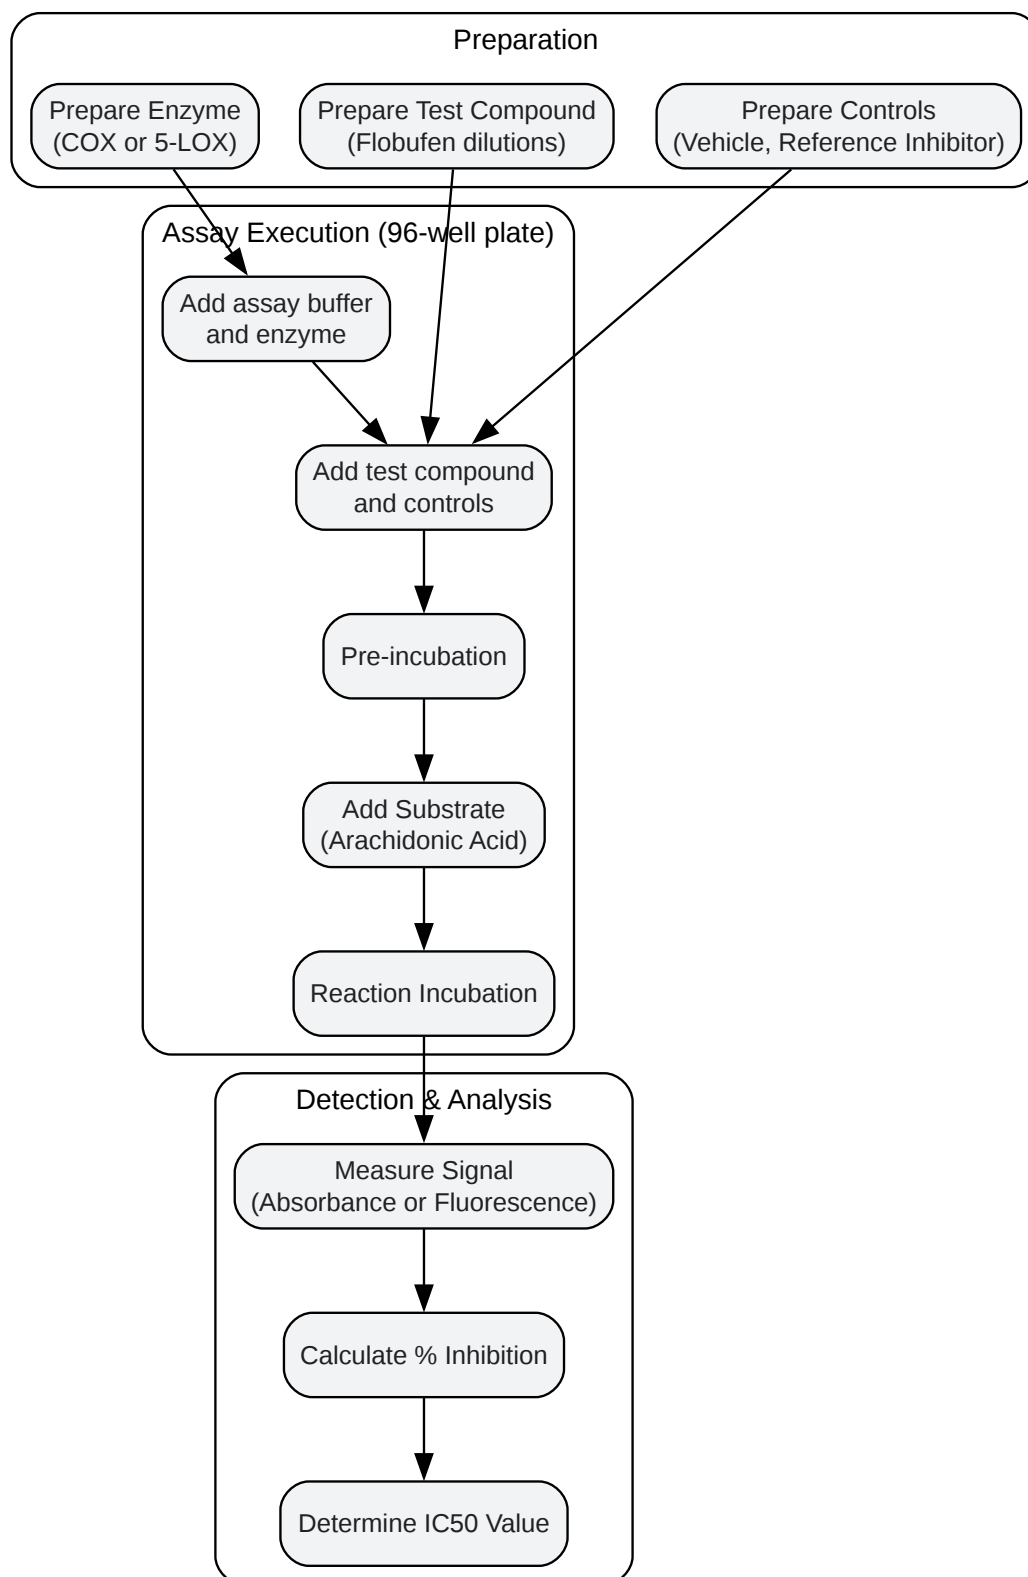 Preparation
Prepare Enzyme
(COX or 5-LOX)
Prepare Test Compound
(Flobufen dilutions)
Prepare Controls
(Vehicle, Reference Inhibitor)
Assay Execution (96-well plate)
Add assay buffer
and enzyme
Add test compound
and controls
Pre-incubation
Add Substrate
(Arachidonic Acid)
Reaction Incubation
Detection & Analysis
Measure Signal
(Absorbance or Fluorescence)
Calculate % Inhibition
Determine IC50 Value